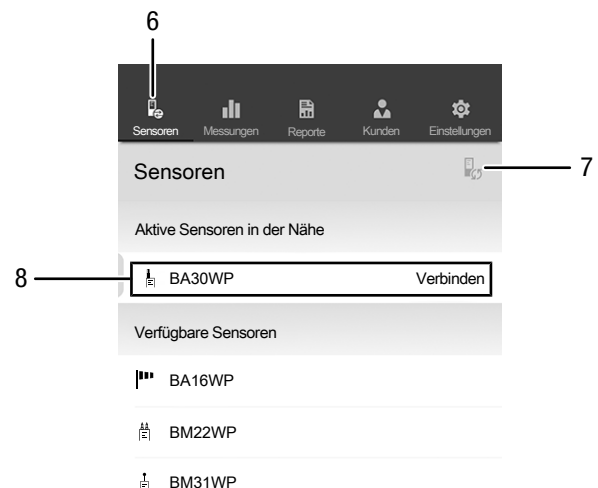 6
Sensoren Messungen Reporte Kunden Einstellungen
Sensoren
7
Aktive Sensoren in der Nähe
8
BA30WP Verbinden
Verfügbare Sensoren
BA16WP
BM22WP
BM31WP